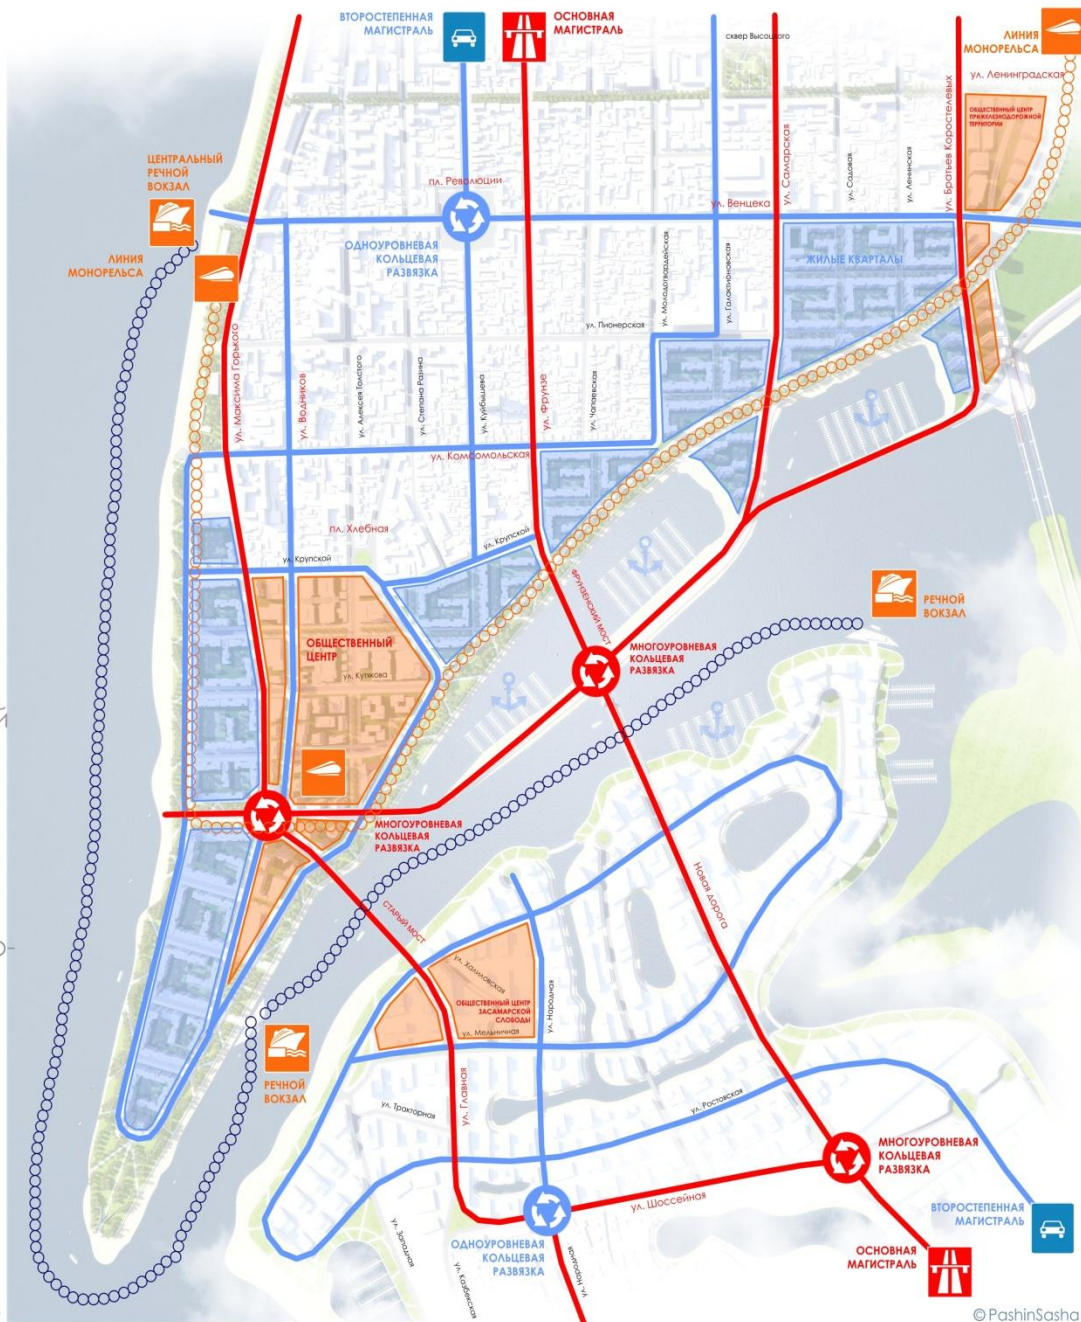 ВТОРОСТЕПЕННАЯ
МАГИСТРАЛЬ
ОСНОВНАЯ
МАГИСТРАЛЬ
сквер Высоцкого
ЛИНИЯ
МОНОРЕЛЬСА
ул. Ленинградская
ОБЩЕСТВЕННЫЙ ЦЕНТР
ПРИЖЕЛЕЗНОДОРОЖНОЙ
ТЕРРИТОРИИ
ул. Самарская
ул. Садовая
ул. Ленинская
ул. Братьев Коростелевых
ЦЕНТРАЛЬНЫЙ
РЕЧНОЙ
ВОКЗАЛ
пл. Революции
ул. Венцека
ЛИНИЯ
МОНОРЕЛЬСА
ОДНОУРОВНЕВАЯ
КОЛЬЦЕВАЯ
РАЗВЯЗКА
ЖИЛЫЕ КВАРТАЛЫ
ул. Молодогвардейская
ул. Галактионовская
ул. Пионерская
ул. Максима Горького
ул. Водников
ул. Алексея Толстого
ул. Степана Разина
ул. Куйбышева
ул. Фрунзе
ул. Чапаевская
ул. Комсомольская
пл. Хлебная
ул. Крупской
ул. Крупской
ФРУНЗЕНСКИЙ МОСТ
РЕЧНОЙ
ВОКЗАЛ
ОБЩЕСТВЕННЫЙ
ЦЕНТР
ул. Кутякова
МНОГОУРОВНЕВАЯ
КОЛЬЦЕВАЯ
РАЗВЯЗКА
МНОГОУРОВНЕВАЯ
КОЛЬЦЕВАЯ
РАЗВЯЗКА
СТАРЫЙ МОСТ
Новая дорога
ул. Халиловская
ОБЩЕСТВЕННЫЙ ЦЕНТР
ЗАСАМАРСКОЙ
СЛОБОДЫ
ул. Мельничная
ул. Народная
РЕЧНОЙ
ВОКЗАЛ
ул. Тракторная
ул. Главная
ул. Ростовская
МНОГОУРОВНЕВАЯ
КОЛЬЦЕВАЯ
РАЗВЯЗКА
ул. Шоссейная
ВТОРОСТЕПЕННАЯ
МАГИСТРАЛЬ
ОДНОУРОВНЕВАЯ
КОЛЬЦЕВАЯ
РАЗВЯЗКА
ул. Западная
ул. Казбекская
ул. Народная
ОСНОВНАЯ
МАГИСТРАЛЬ
© PashinSasha